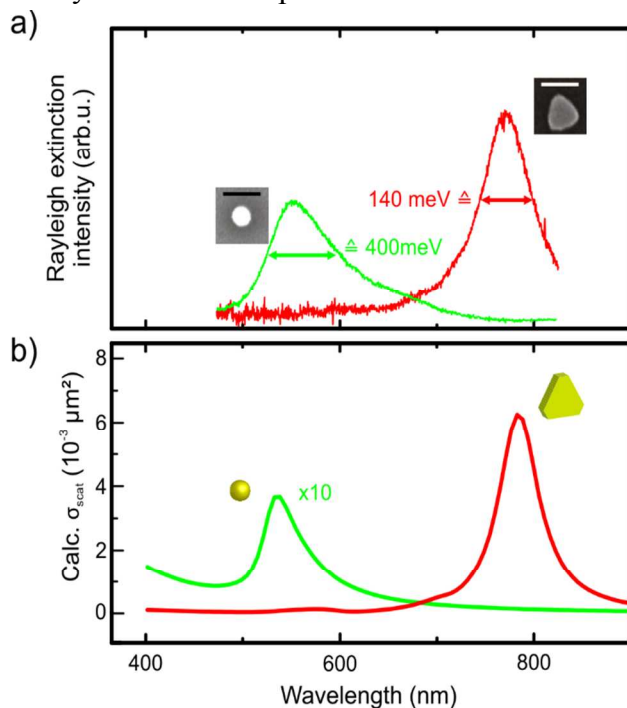 a)
Rayleigh extinction
intensity (arb.u.)
140 meV ≙
≙ 400meV
b)
Calc. σscat (10⁻³ µm²)
8
6
4
2
0
x10
400
600
800
Wavelength (nm)